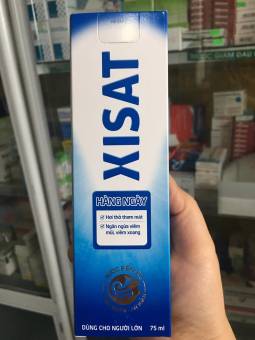 XISAT
HÀNG NGÀY
Hơi thở thơm mát
Ngăn ngừa viêm
mũi, viêm xoang
DÙNG CHO NGƯỜI LỚN 75 ml